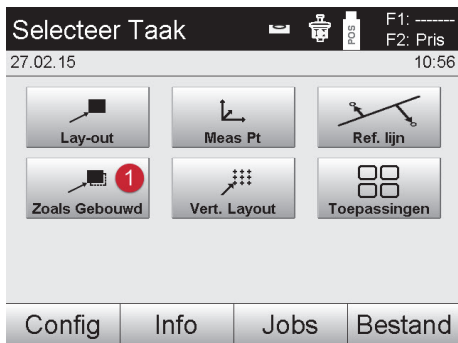 Selecteer Taak POS F1: -------
F2: Pris
27.02.15 10:56
Lay-out Meas Pt Ref. lijn
1
Zoals Gebouwd Vert. Layout Toepassingen
Config Info Jobs Bestand